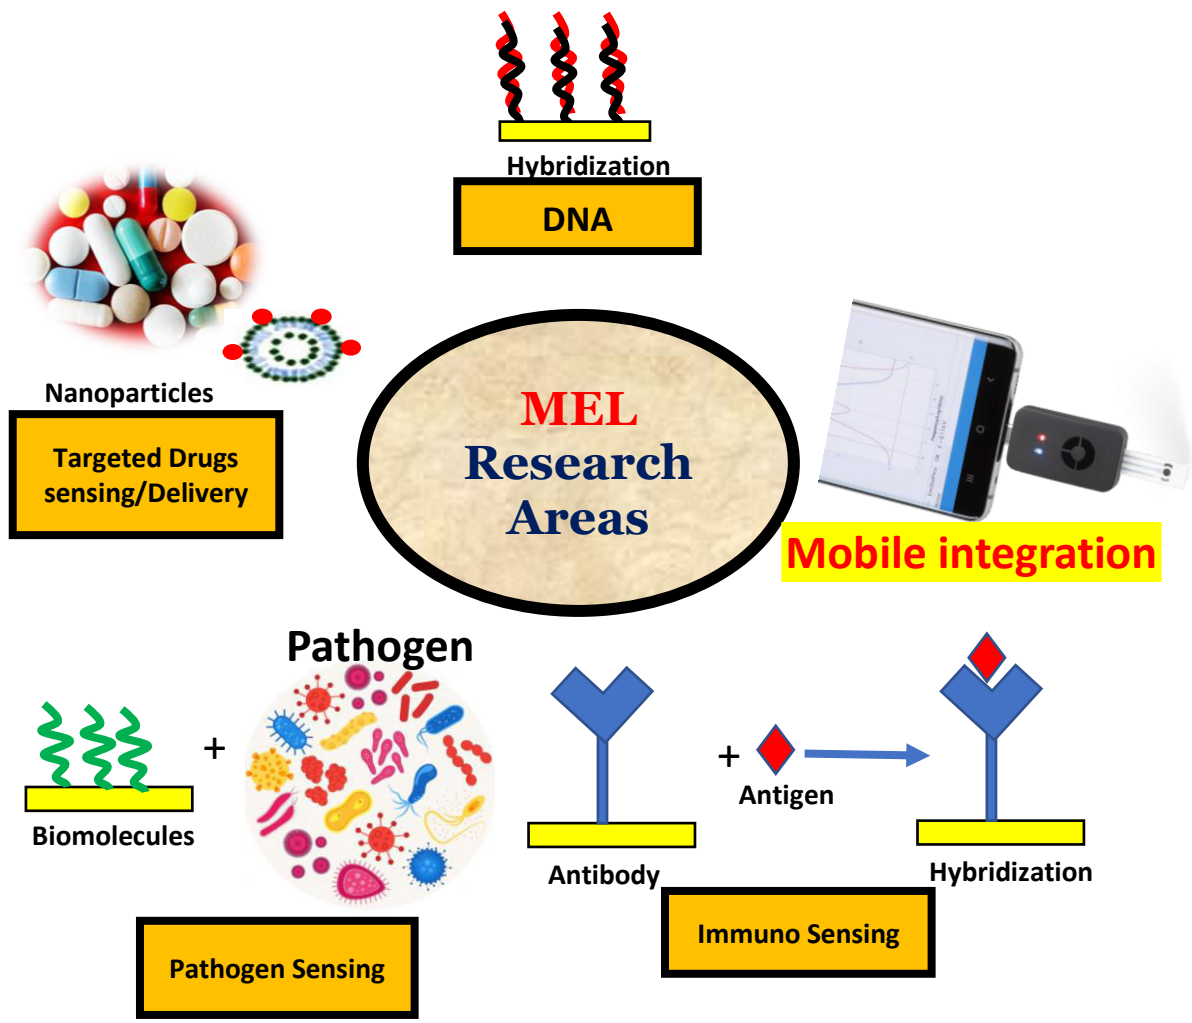 Hybridization
DNA
Nanoparticles
Targeted Drugs
sensing/Delivery
MEL
Research
Areas
Mobile integration
Pathogen
+
Biomolecules
Pathogen Sensing
+
Antigen
Antibody
Hybridization
Immuno Sensing